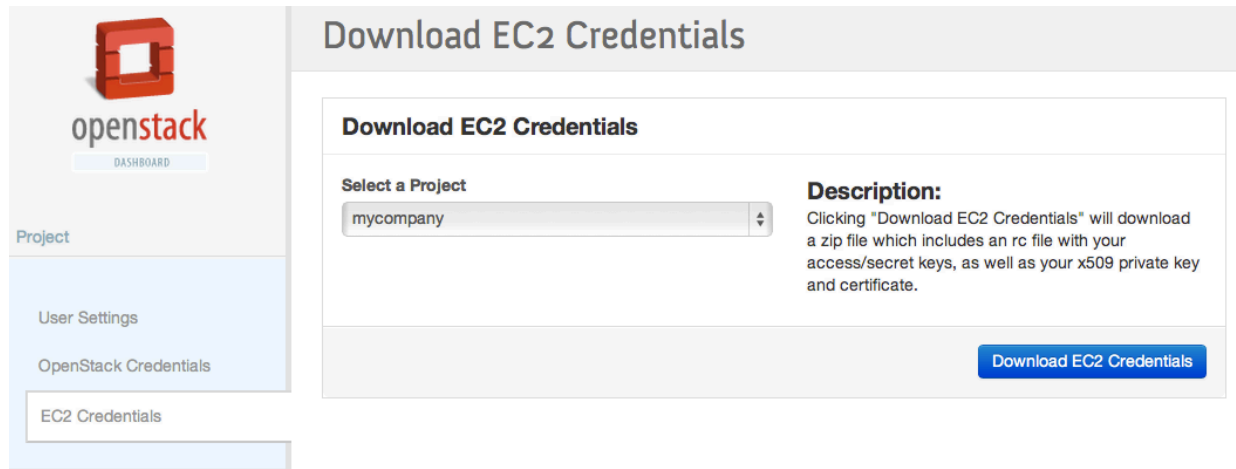 openstack
DASHBOARD
Project
User Settings
OpenStack Credentials
EC2 Credentials
Download EC2 Credentials
Download EC2 Credentials
Select a Project
mycompany
Description:
Clicking "Download EC2 Credentials" will download
a zip file which includes an rc file with your
access/secret keys, as well as your x509 private key
and certificate.
Download EC2 Credentials